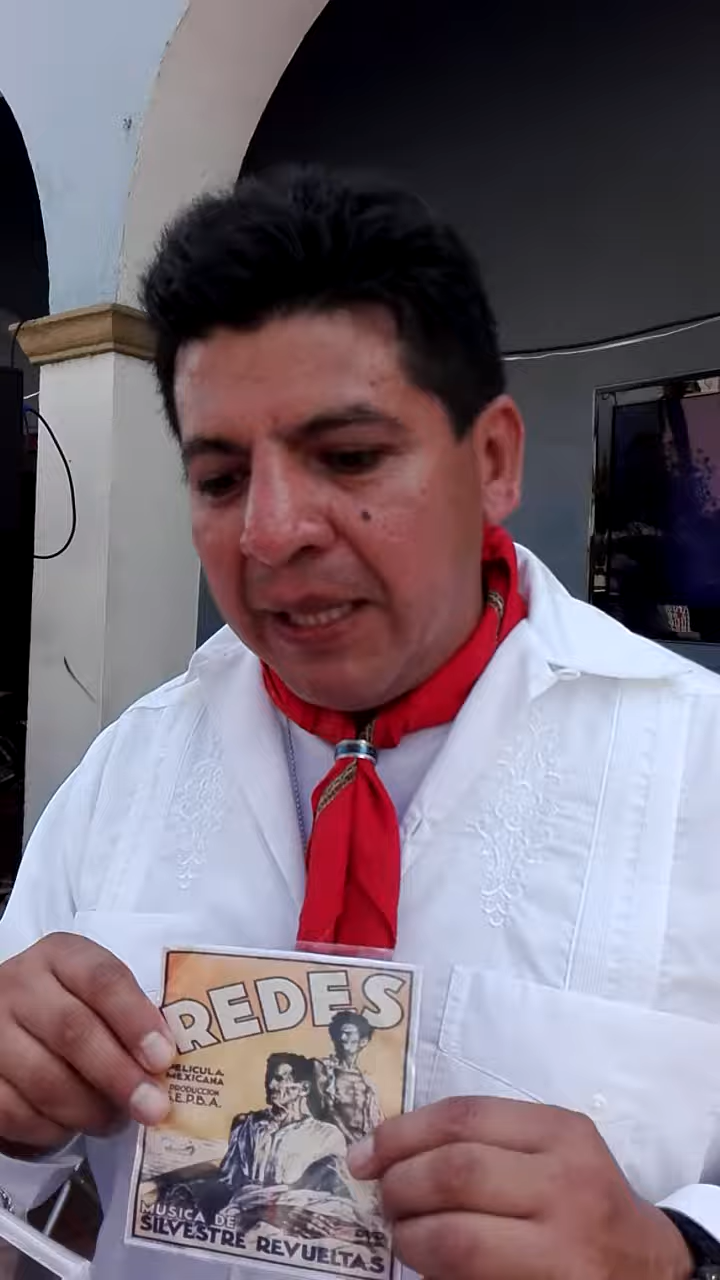 REDES
PELICULA
MEXICANA
PRODUCCION
S.E.P.B.A.
MUSICA DE
SILVESTRE REVUELTAS